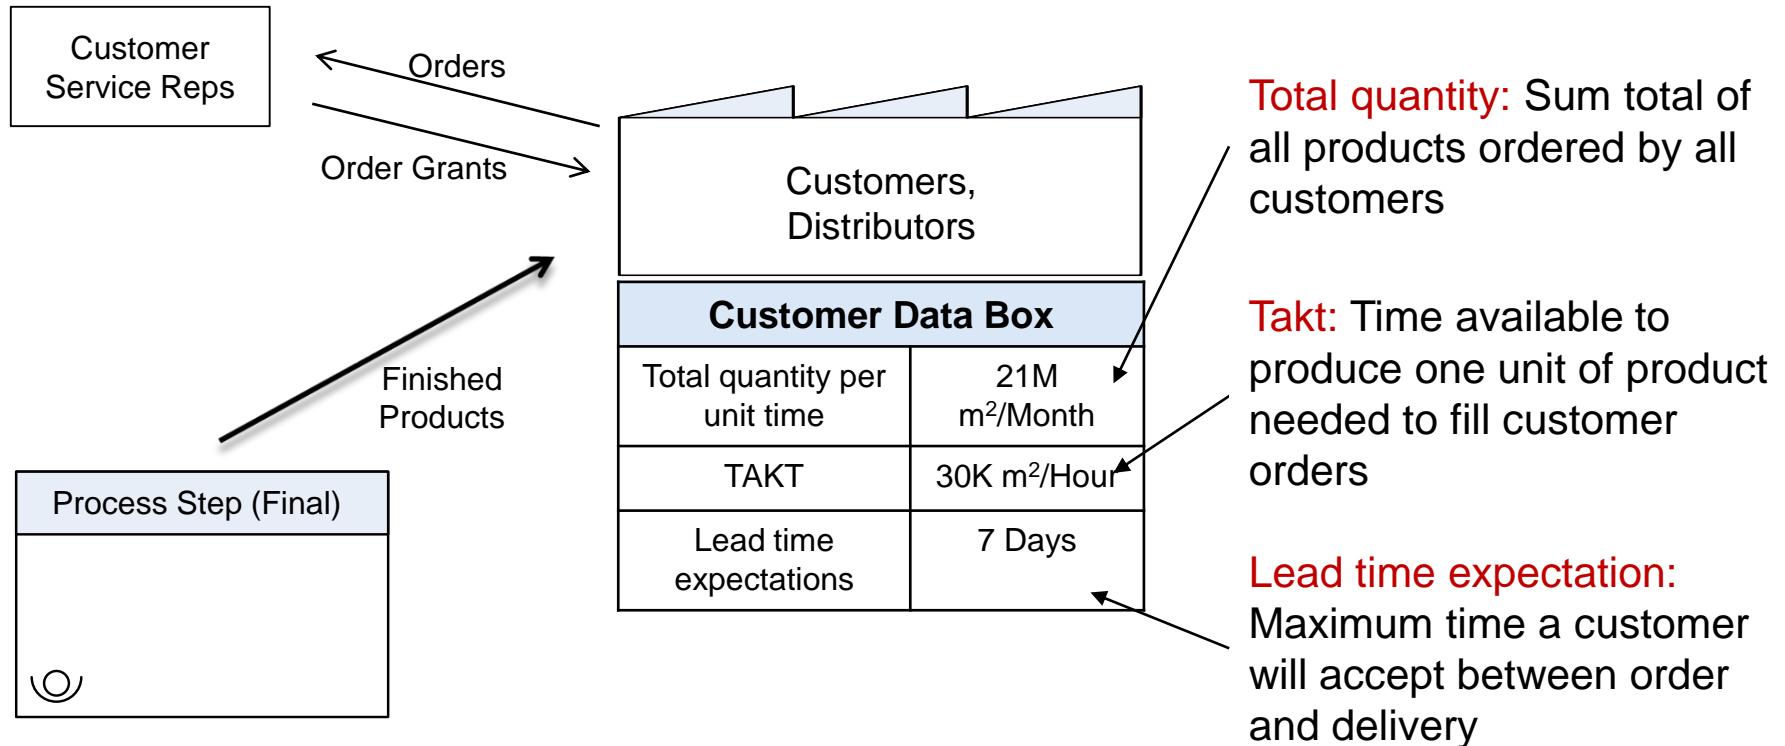 Customer
Service Reps
Orders
Order Grants
Customers,
Distributors
Finished
Products
Process Step (Final)
Customer Data Box
Total quantity per
unit time
21M
m²/Month
TAKT
30K m²/Hour
Lead time
expectations
7 Days
Total quantity: Sum total of
all products ordered by all
customers
Takt: Time available to
produce one unit of product
needed to fill customer
orders
Lead time expectation:
Maximum time a customer
will accept between order
and delivery